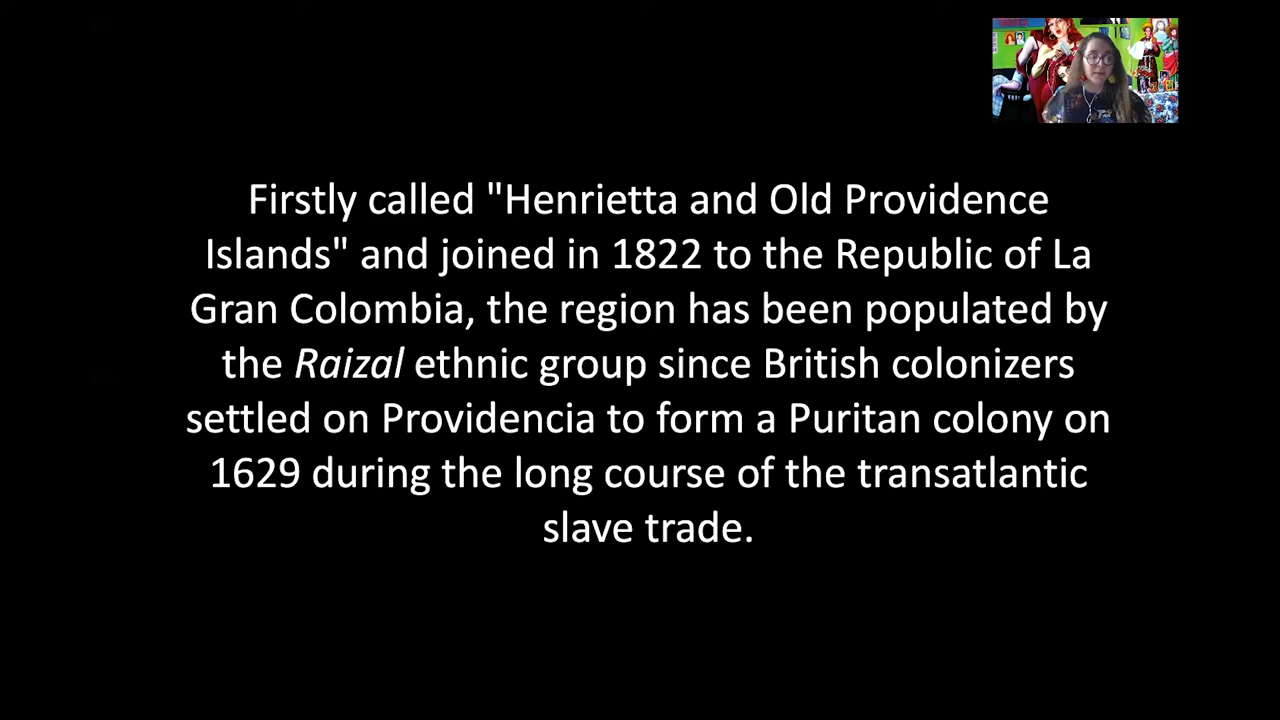 Firstly called "Henrietta and Old Providence
Islands" and joined in 1822 to the Republic of La
Gran Colombia, the region has been populated by
the Raizal ethnic group since British colonizers
settled on Providencia to form a Puritan colony on
1629 during the long course of the transatlantic
slave trade.